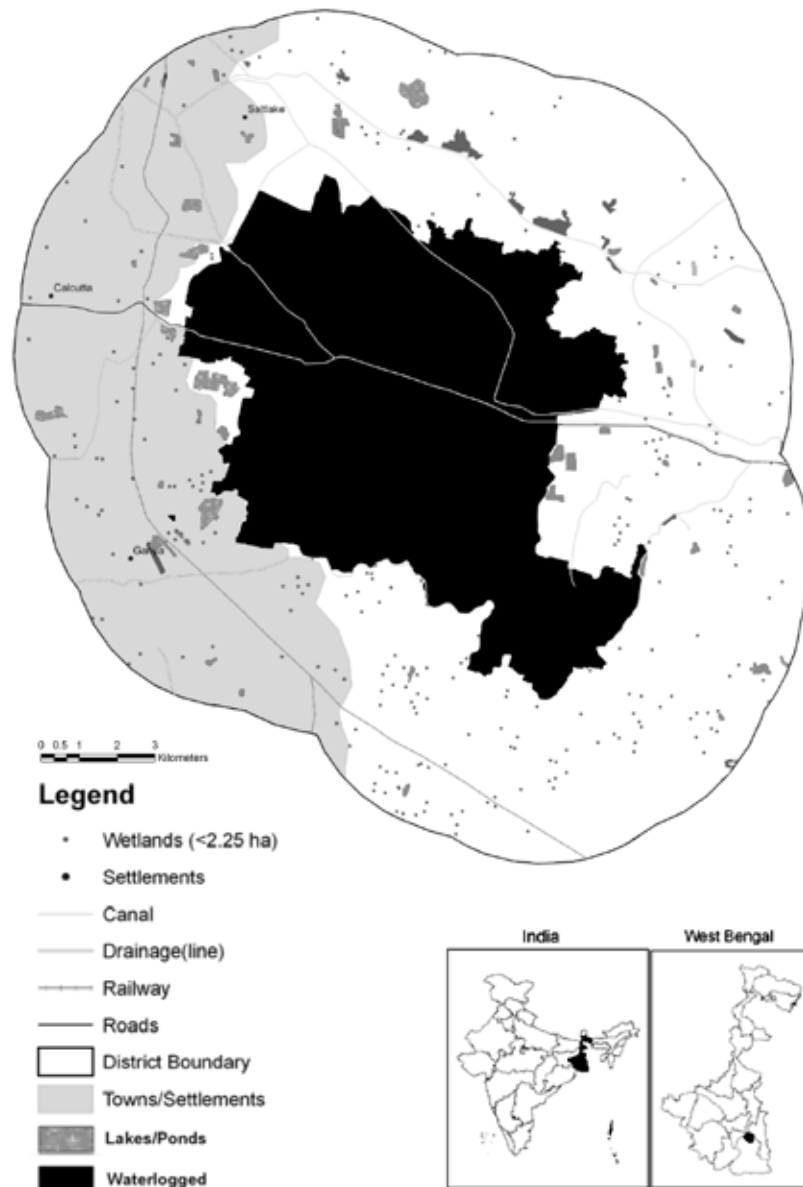 Saltlake
Calcutta
Garia
0 0.5 1 2 3
Kilometers
Legend
Wetlands (<2.25 ha)
Settlements
Canal
Drainage(line)
Railway
Roads
District Boundary
Towns/Settlements
Lakes/Ponds
Waterlogged
India
West Bengal